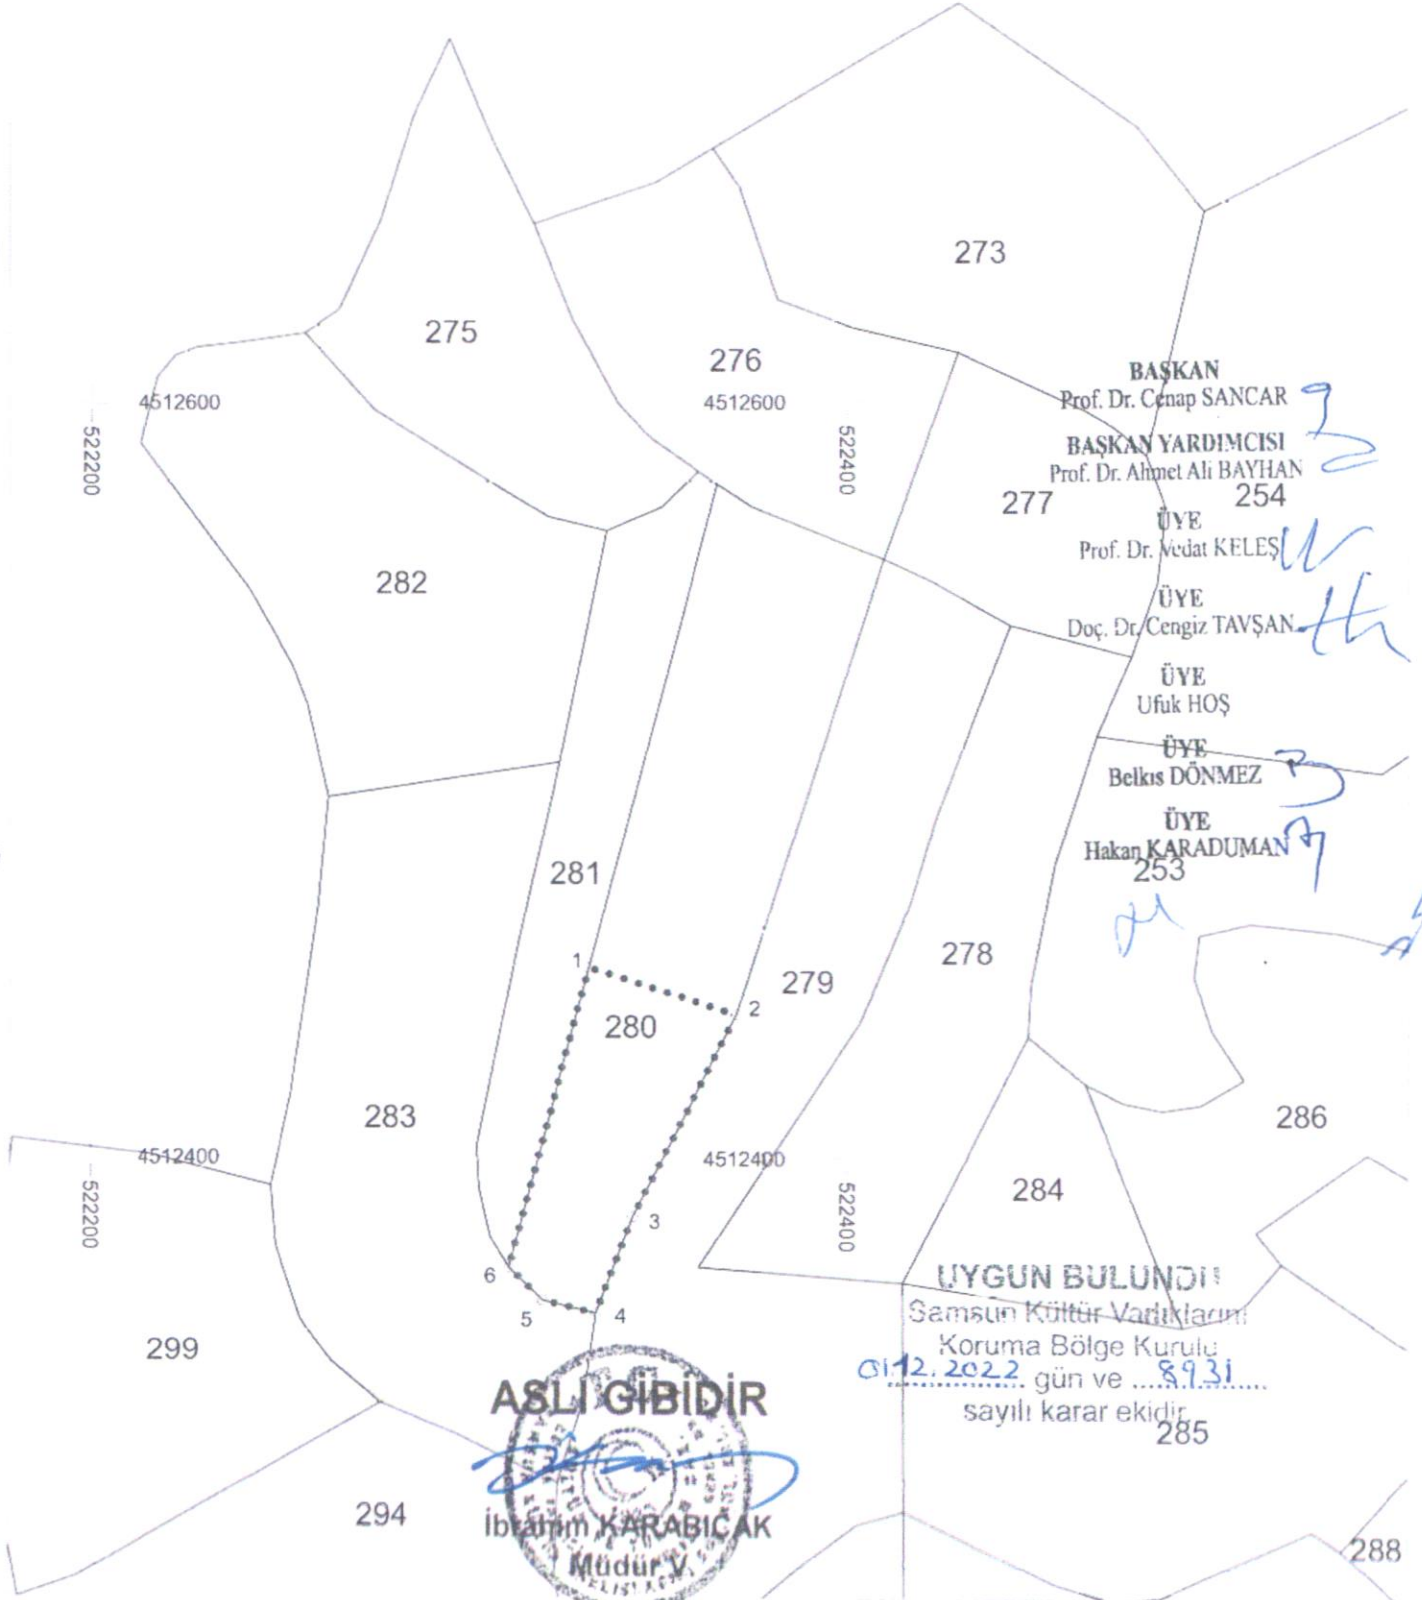 273
275
276
4512600
4512600
522200
522400
BAŞKAN
Prof. Dr. Cenap SANCAR
BAŞKAN YARDIMCISI
Prof. Dr. Ahmet Ali BAYHAN
277
254
ÜYE
Prof. Dr. Vedat KELEŞ
282
ÜYE
Doç. Dr. Cengiz TAVŞAN
ÜYE
Ufuk HOŞ
ÜYE
Belkıs DÖNMEZ
ÜYE
Hakan KARADUMAN
253
281
278
1
279
2
280
283
286
4512400
4512400
522200
522400
284
3
6
5
4
299
UYGUN BULUNDU
Samsun Kültür Varlıklarını
Koruma Bölge Kurulu
01.12.2022 gün ve 8931
sayılı karar ekidir.
285
ASLI GİBİDİR
İbrahim KARABIÇAK
Müdür V.
294
288